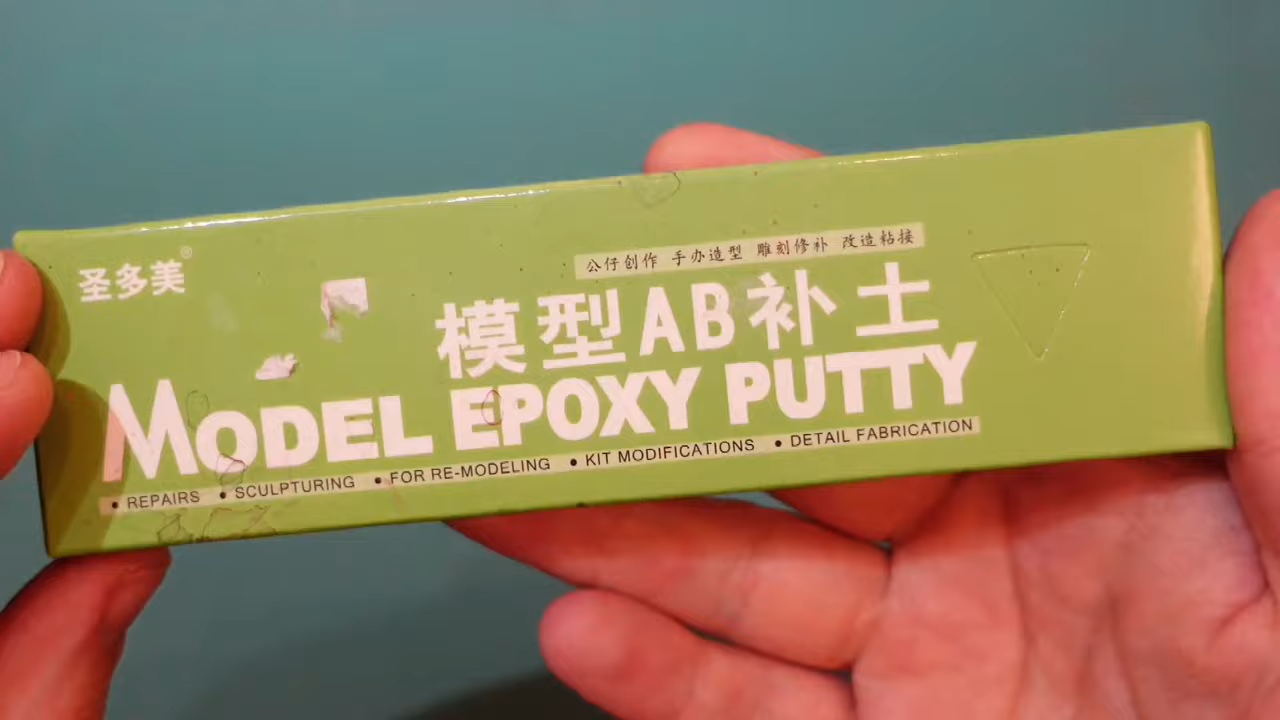 圣多美®
公仔创作 手办造型 雕刻修补 改造粘接
模型AB补土
MODEL EPOXY PUTTY
• REPAIRS • SCULPTURING • FOR RE-MODELING • KIT MODIFICATIONS • DETAIL FABRICATION